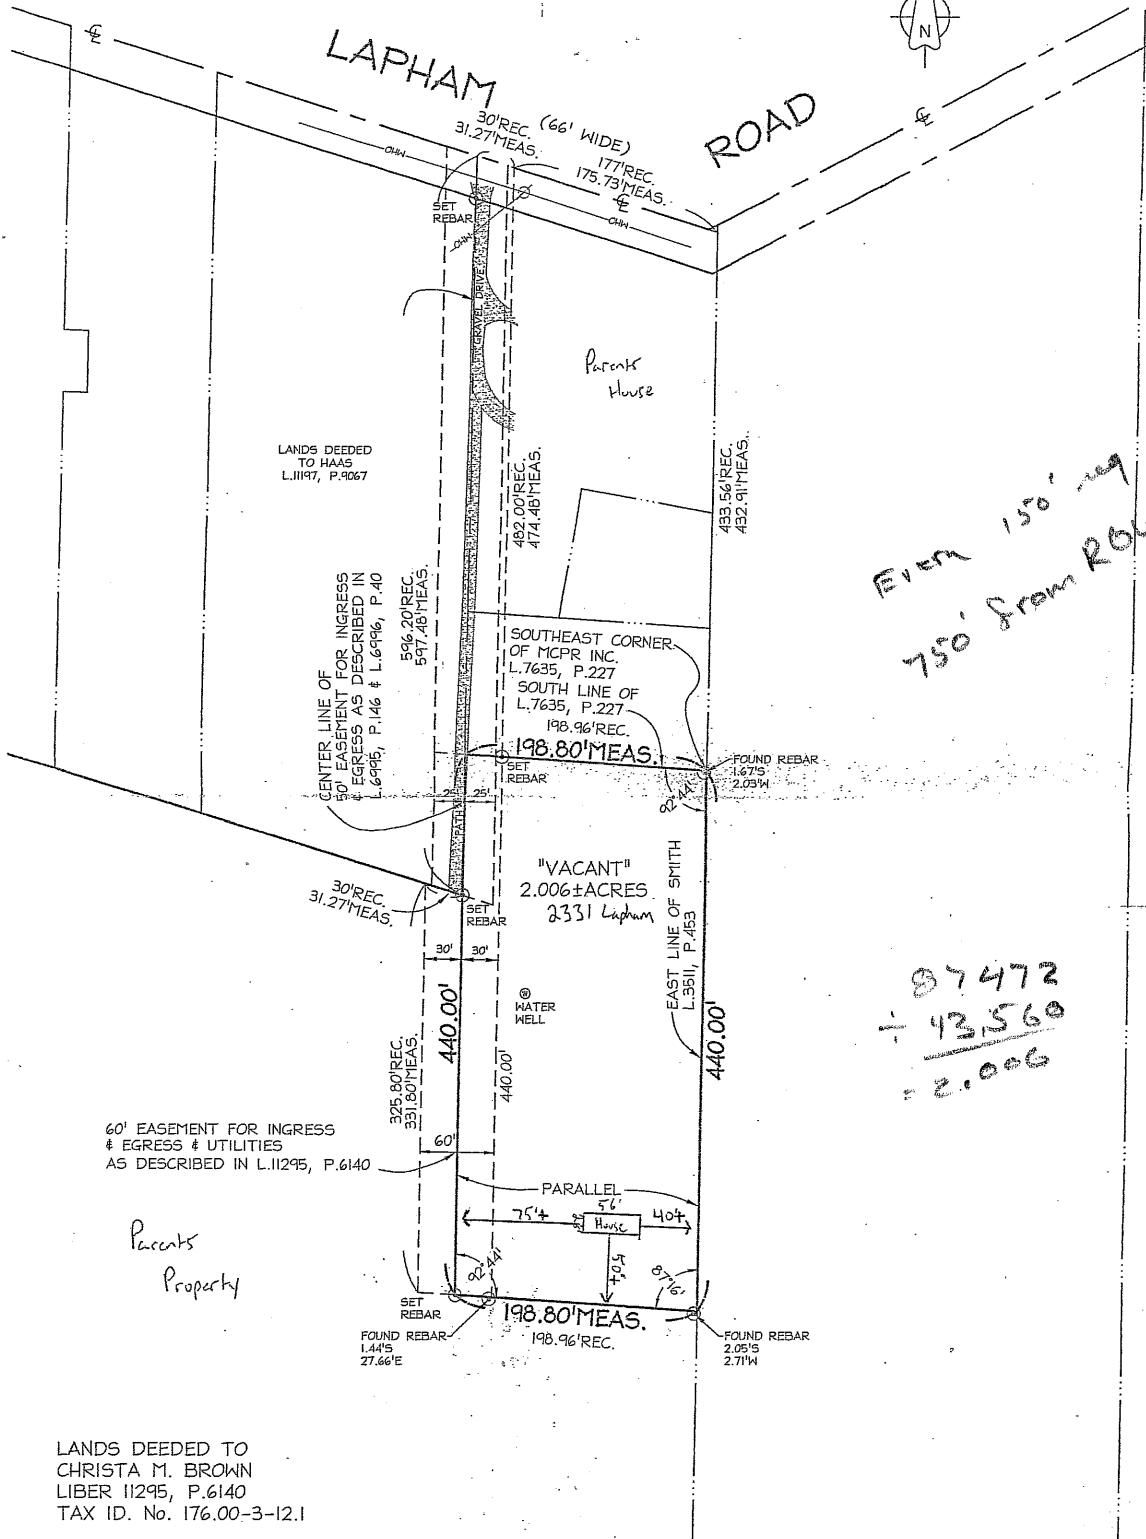 N
LAPHAM
ROAD
30'REC.
31.27'MEAS.
(66' WIDE)
177'REC.
175.73'MEAS.
OHW
OHW
OHW
SET
REBAR
GRAVEL DRIVE
Parents
House
LANDS DEEDED
TO HAAS
L.11197, P.9067
482.00'REC.
474.48'MEAS.
433.56'REC.
432.91'MEAS.
Even 150'
750' from
596.20'REC.
597.48'MEAS.
CENTER LINE OF
50' EASEMENT FOR INGRESS
& EGRESS AS DESCRIBED IN
L.6995, P.146 & L.6996, P.40
SOUTHEAST CORNER
OF MCPR INC.
L.7635, P.227
SOUTH LINE OF
L.7635, P.227
198.96'REC.
198.80'MEAS.
SET
REBAR
FOUND REBAR
1.67'S
2.03'W
92°44'
25' 25'
PATH
"VACANT"
2.006±ACRES
2331 Lapham
30'REC.
31.27'MEAS.
SET
REBAR
EAST LINE OF SMITH
L.3511, P.453
30' 30'
WATER
WELL
87472
÷ 43,560
= 2.006
440.00'
440.00'
440.00'
325.80'REC.
331.80'MEAS.
60' EASEMENT FOR INGRESS
& EGRESS & UTILITIES
AS DESCRIBED IN L.11295, P.6140
60'
PARALLEL
56'
75'+
House
40+
50'+
Parents
Property
92°44'
87°16'
SET
REBAR
198.80'MEAS.
198.96'REC.
FOUND REBAR
1.44'S
27.66'E
FOUND REBAR
2.05'S
2.71'W
LANDS DEEDED TO
CHRISTA M. BROWN
LIBER 11295, P.6140
TAX ID. No. 176.00-3-12.1